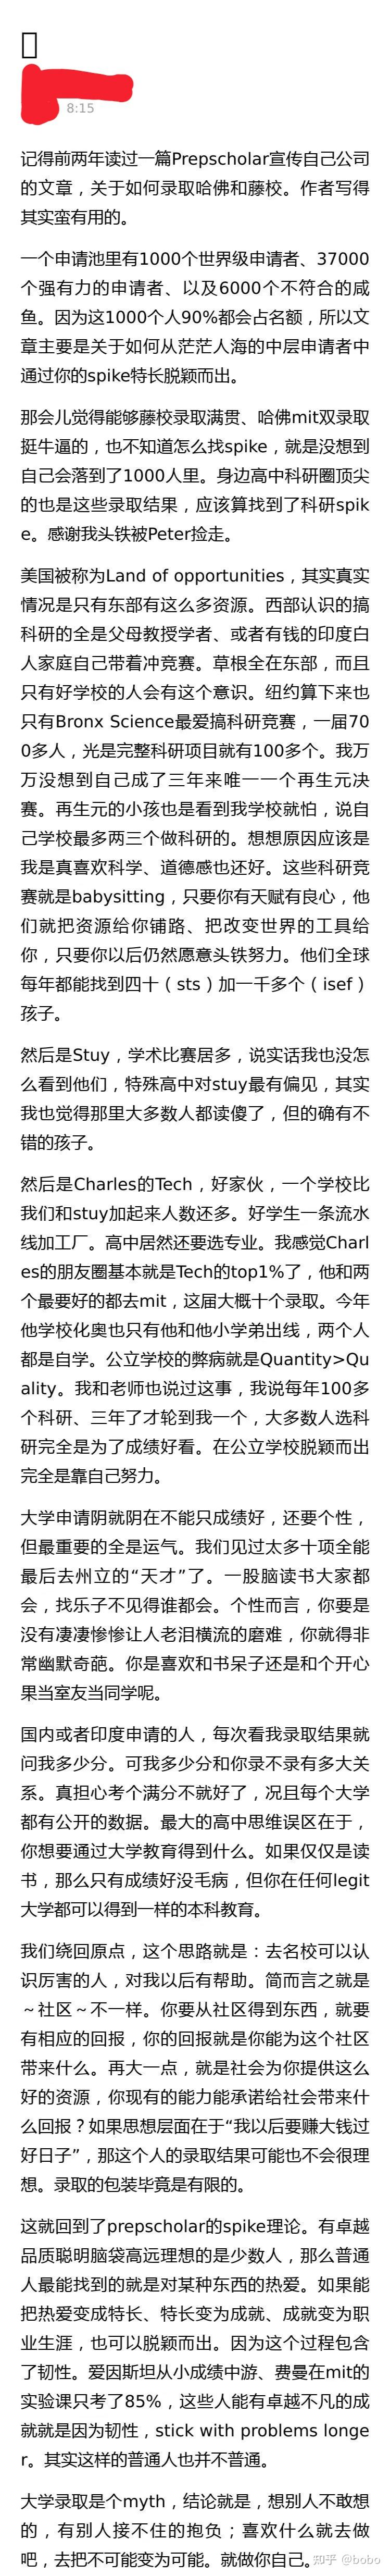 8:15
记得前两年读过一篇Prepscholar宣传自己公司
的文章，关于如何录取哈佛和藤校。作者写得
其实蛮有用的。
一个申请池里有1000个世界级申请者、37000
个强有力的申请者、以及6000个不符合的咸
鱼。因为这1000个人90%都会占名额，所以文
章主要是关于如何从茫茫人海的中层申请者中
通过你的spike特长脱颖而出。
那会儿觉得能够藤校录取满贯、哈佛mit双录取
挺牛逼的，也不知道怎么找spike，就是没想到
自己会落到了1000人里。身边高中科研圈顶尖
的也是这些录取结果，应该算找到了科研spik
e。感谢我头铁被Peter捡走。
美国被称为Land of opportunities，其实真实
情况是只有东部有这么多资源。西部认识的搞
科研的全是父母教授学者、或者有钱的印度白
人家庭自己带着冲竞赛。草根全在东部，而且
只有好学校的人会有这个意识。纽约算下来也
只有Bronx Science最爱搞科研竞赛，一届70
0多人，光是完整科研项目就有100多个。我万
万没想到自己成了三年来唯一一个再生元决
赛。再生元的小孩也是看到我学校就怕，说自
己学校最多两三个做科研的。想想原因应该是
我是真喜欢科学、道德感也还好。这些科研竞
赛就是babysitting，只要你有天赋有良心，他
们就把资源给你铺路、把改变世界的工具给
你，只要你以后仍然愿意头铁努力。他们全球
每年都能找到四十（sts）加一千多个（isef）
孩子。
然后是Stuy，学术比赛居多，说实话我也没怎
么看到他们，特殊高中对stuy最有偏见，其实
我也觉得那里大多数人都读傻了，但的确有不
错的孩子。
然后是Charles的Tech，好家伙，一个学校比
我们和stuy加起来人数还多。好学生一条流水
线加工厂。高中居然还要选专业。我感觉Charl
es的朋友圈基本就是Tech的top1%了，他和两
个最要好的都去mit，这届大概十个录取。今年
他学校化奥也只有他和他小学弟出线，两个人
都是自学。公立学校的弊病就是Quantity>Qu
ality。我和老师也说过这事，我说每年100多
个科研、三年了才轮到我一个，大多数人选科
研完全是为了成绩好看。在公立学校脱颖而出
完全是靠自己努力。
大学申请阴就阴在不能只成绩好，还要个性，
但最重要的全是运气。我们见过太多十项全能
最后去州立的“天才”了。一股脑读书大家都
会，找乐子不见得谁都会。个性而言，你要是
没有凄凄惨惨让人老泪横流的磨难，你就得非
常幽默奇葩。你是喜欢和书呆子还是和个开心
果当室友当同学呢。
国内或者印度申请的人，每次看我录取结果就
问我多少分。可我多少分和你录不录有多大关
系。真担心考个满分不就好了，况且每个大学
都有公开的数据。最大的高中思维误区在于，
你想要通过大学教育得到什么。如果仅仅是读
书，那么只有成绩好没毛病，但你在任何legit
大学都可以得到一样的本科教育。
我们绕回原点，这个思路就是：去名校可以认
识厉害的人，对我以后有帮助。简而言之就是
～社区～不一样。你要从社区得到东西，就要
有相应的回报，你的回报就是你能为这个社区
带来什么。再大一点，就是社会为你提供这么
好的资源，你现有的能力能承诺给社会带来什
么回报？如果思想层面在于“我以后要赚大钱过
好日子”，那这个人的录取结果可能也不会很理
想。录取的包装毕竟是有限的。
这就回到了prepscholar的spike理论。有卓越
品质聪明脑袋高远理想的是少数人，那么普通
人最能找到的就是对某种东西的热爱。如果能
把热爱变成特长、特长变为成就、成就变为职
业生涯，也可以脱颖而出。因为这个过程包含
了韧性。爱因斯坦从小成绩中游、费曼在mit的
实验课只考了85%，这些人能有卓越不凡的成
就就是因为韧性，stick with problems longe
r。其实这样的普通人也并不普通。
大学录取是个myth，结论就是，想别人不敢想
的，有别人接不住的抱负；喜欢什么就去做
吧，去把不可能变为可能。就做你自己。
知乎 @bobo